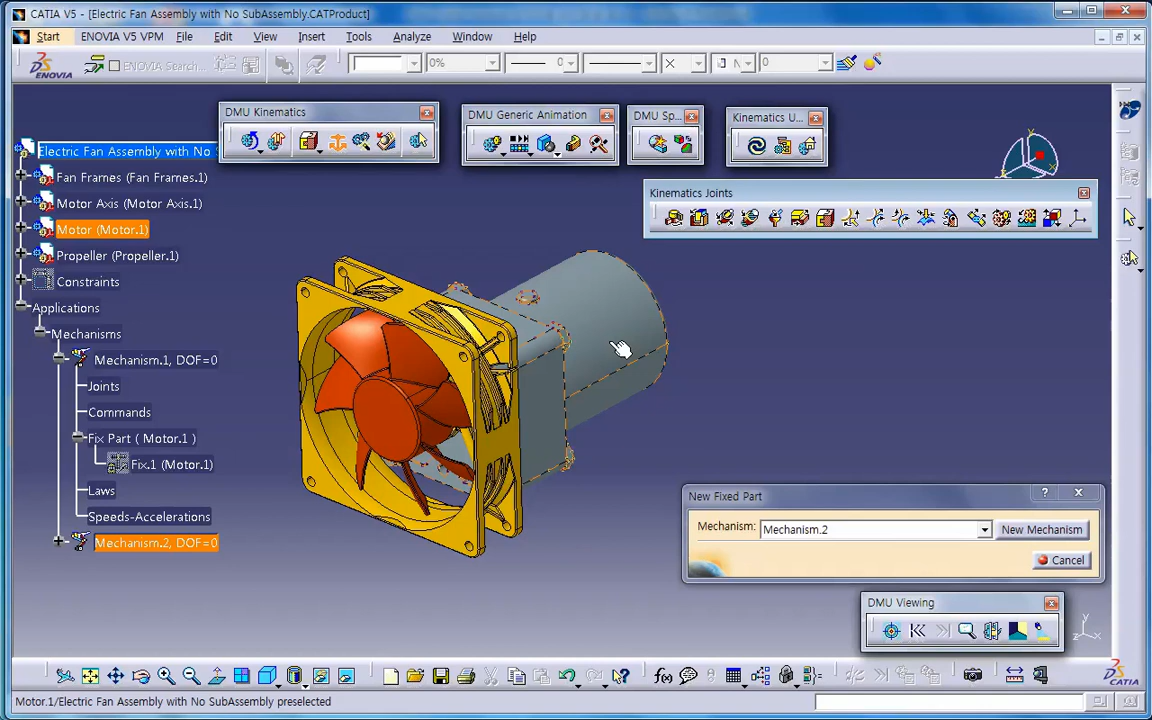 CATIA V5 - [Electric Fan Assembly with No SubAssembly.CATProduct]
Start ENOVIA V5 VPM File Edit View Insert Tools Analyze Window Help
ENOVIA Search... 0% 0 0
DMU Kinematics
DMU Generic Animation
DMU Sp...
Kinematics U...
Kinematics Joints
Electric Fan Assembly with No S
Fan Frames (Fan Frames.1)
Motor Axis (Motor Axis.1)
Motor (Motor.1)
Propeller (Propeller.1)
Constraints
Applications
Mechanisms
Mechanism.1, DOF=0
Joints
Commands
Fix Part ( Motor.1 )
Fix.1 (Motor.1)
Laws
Speeds-Accelerations
Mechanism.2, DOF=0
New Fixed Part
Mechanism: Mechanism.2 New Mechanism
Cancel
DMU Viewing
CATIA
Motor.1/Electric Fan Assembly with No SubAssembly preselected